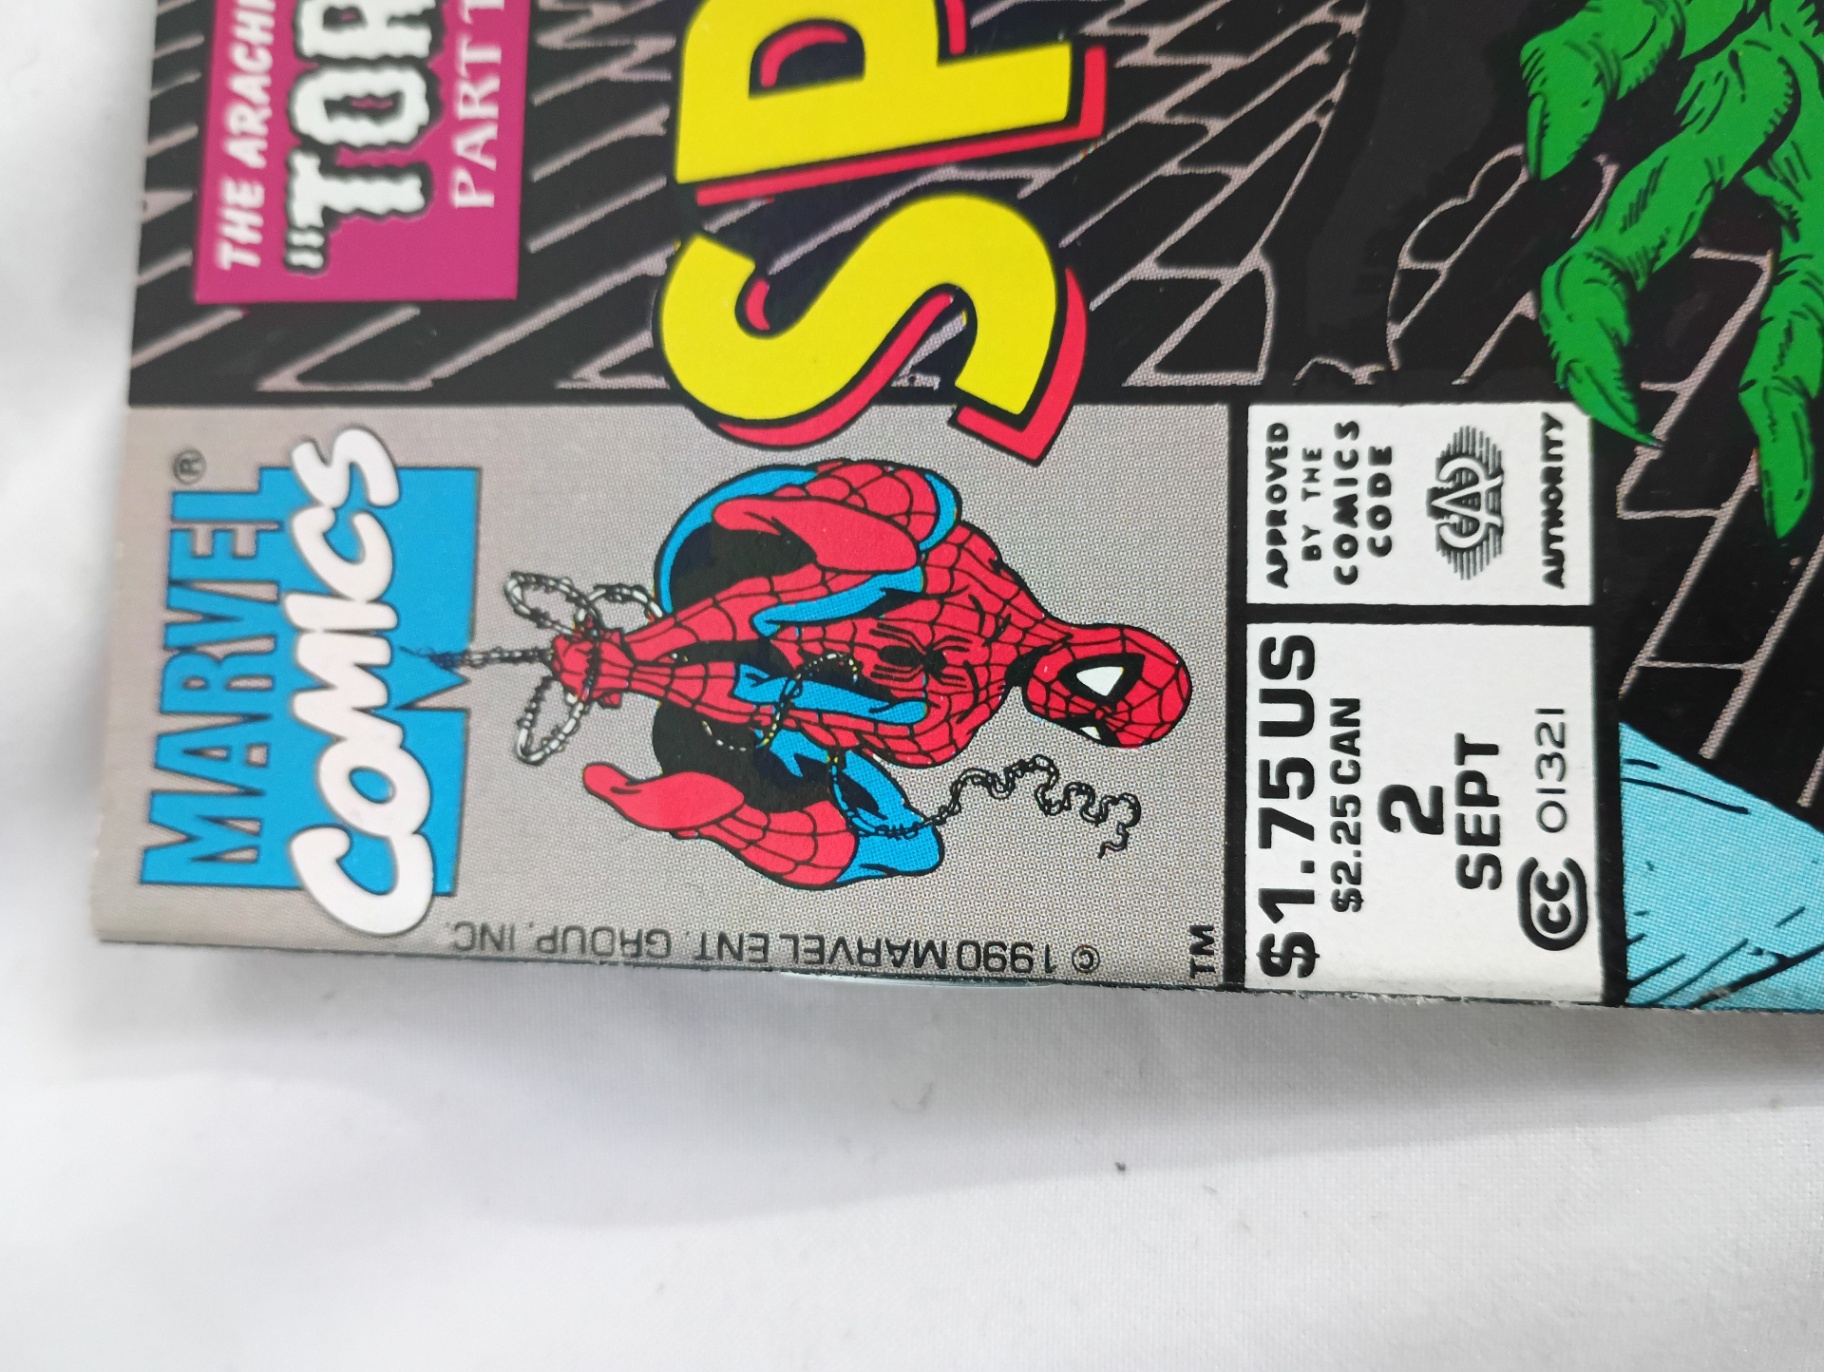 THE ARACHN
"TOR
PART T
SP
MARVEL®
COMICS
© 1990 MARVEL ENT. GROUP, INC.
TM
APPROVED
BY THE
COMICS
CODE
CCA
AUTHORITY
$1.75 US
$2.25 CAN
2
SEPT
CC 01321